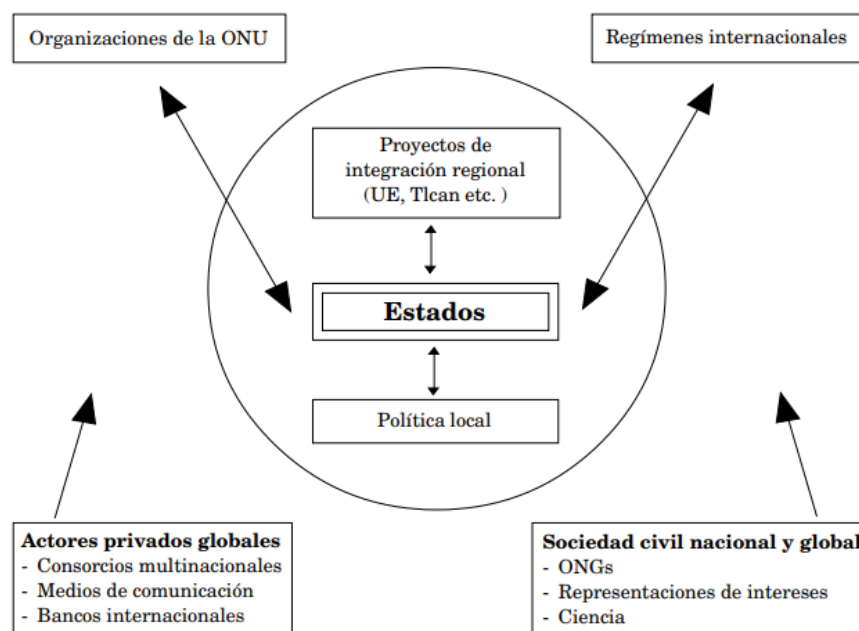 Organizaciones de la ONU
Regímenes internacionales
Proyectos de
integración regional
(UE, Tlcan etc. )
Estados
Política local
Actores privados globales
- Consorcios multinacionales
- Medios de comunicación
- Bancos internacionales
Sociedad civil nacional y global
- ONGs
- Representaciones de intereses
- Ciencia